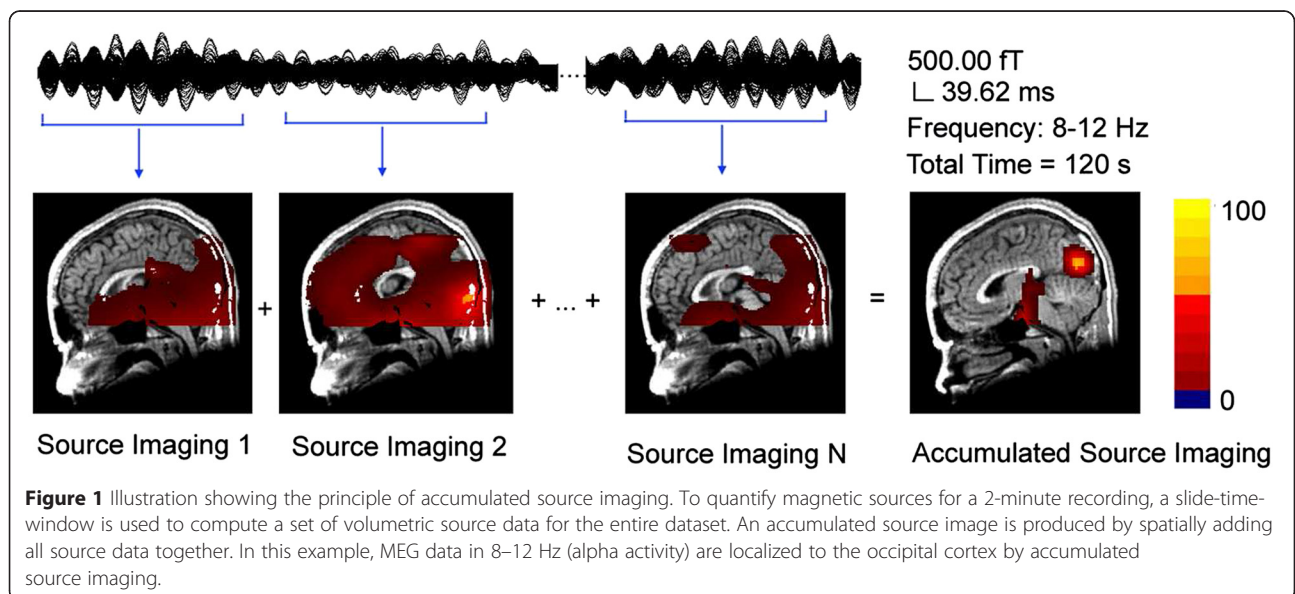 500.00 fT
39.62 ms
Frequency: 8-12 Hz
Total Time = 120 s
100
0
+
+ ... +
=
Source Imaging 1
Source Imaging 2
Source Imaging N
Accumulated Source Imaging
Figure 1 Illustration showing the principle of accumulated source imaging. To quantify magnetic sources for a 2-minute recording, a slide-time-
window is used to compute a set of volumetric source data for the entire dataset. An accumulated source image is produced by spatially adding
all source data together. In this example, MEG data in 8–12 Hz (alpha activity) are localized to the occipital cortex by accumulated
source imaging.